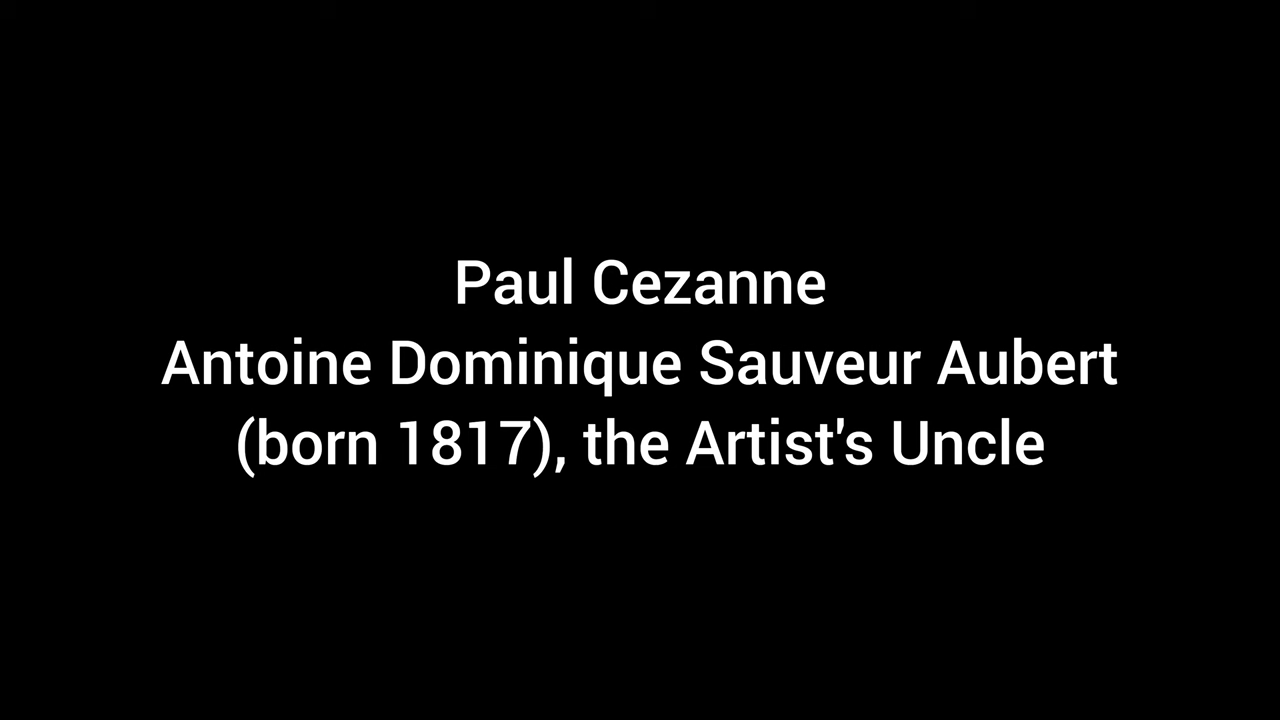 Paul Cezanne
Antoine Dominique Sauveur Aubert
(born 1817), the Artist's Uncle